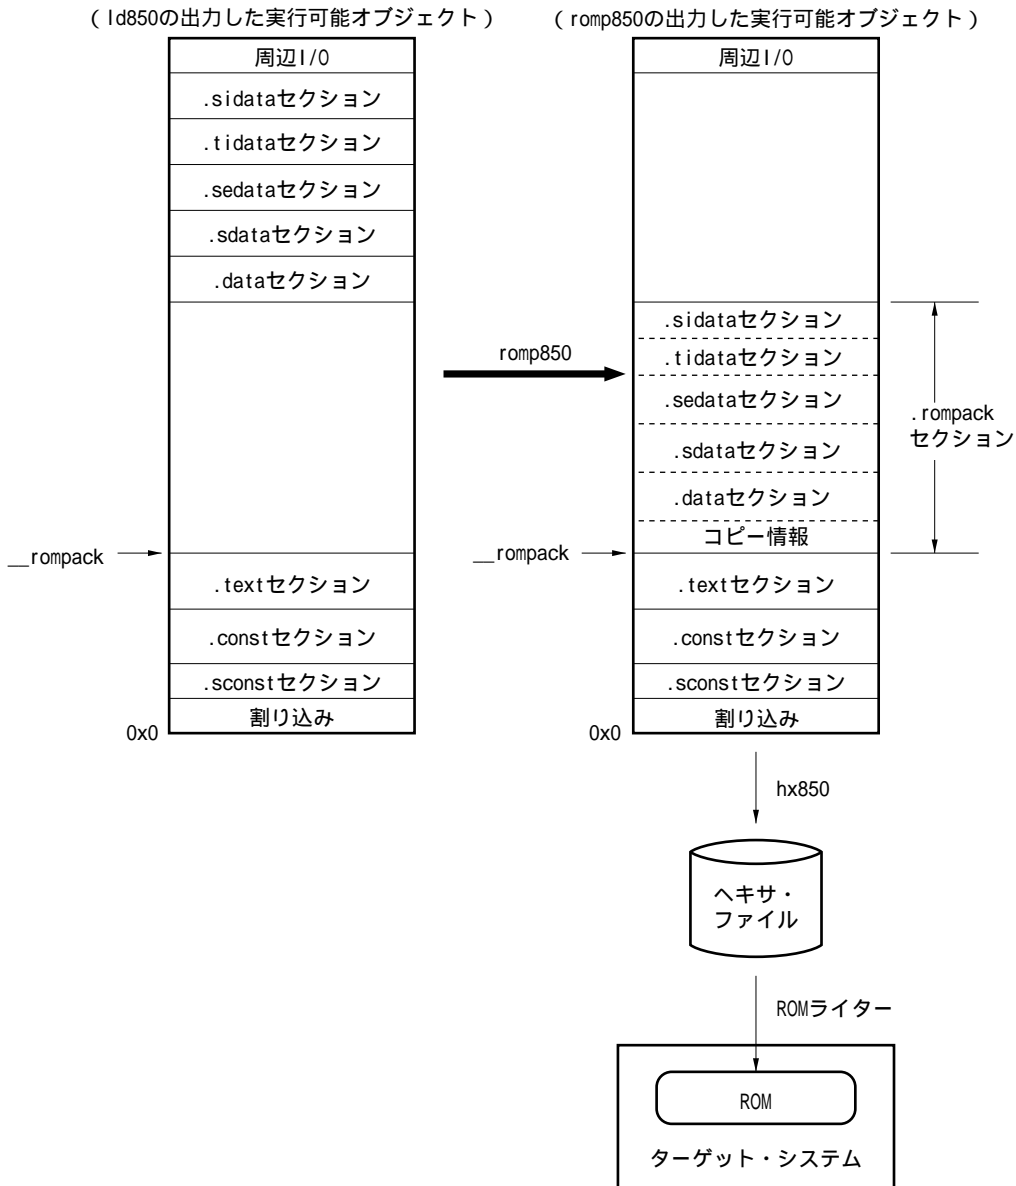 （ld850の出力した実行可能オブジェクト）
周辺I/O
.sidataセクション
.tidataセクション
.sedataセクション
.sdataセクション
.dataセクション
__rompack
.textセクション
.constセクション
.sconstセクション
割り込み
0x0
romp850
（romp850の出力した実行可能オブジェクト）
周辺I/O
.sidataセクション
.tidataセクション
.sedataセクション
.sdataセクション
.dataセクション
コピー情報
.rompack
セクション
__rompack
.textセクション
.constセクション
.sconstセクション
割り込み
0x0
hx850
ヘキサ・
ファイル
ROMライター
ROM
ターゲット・システム